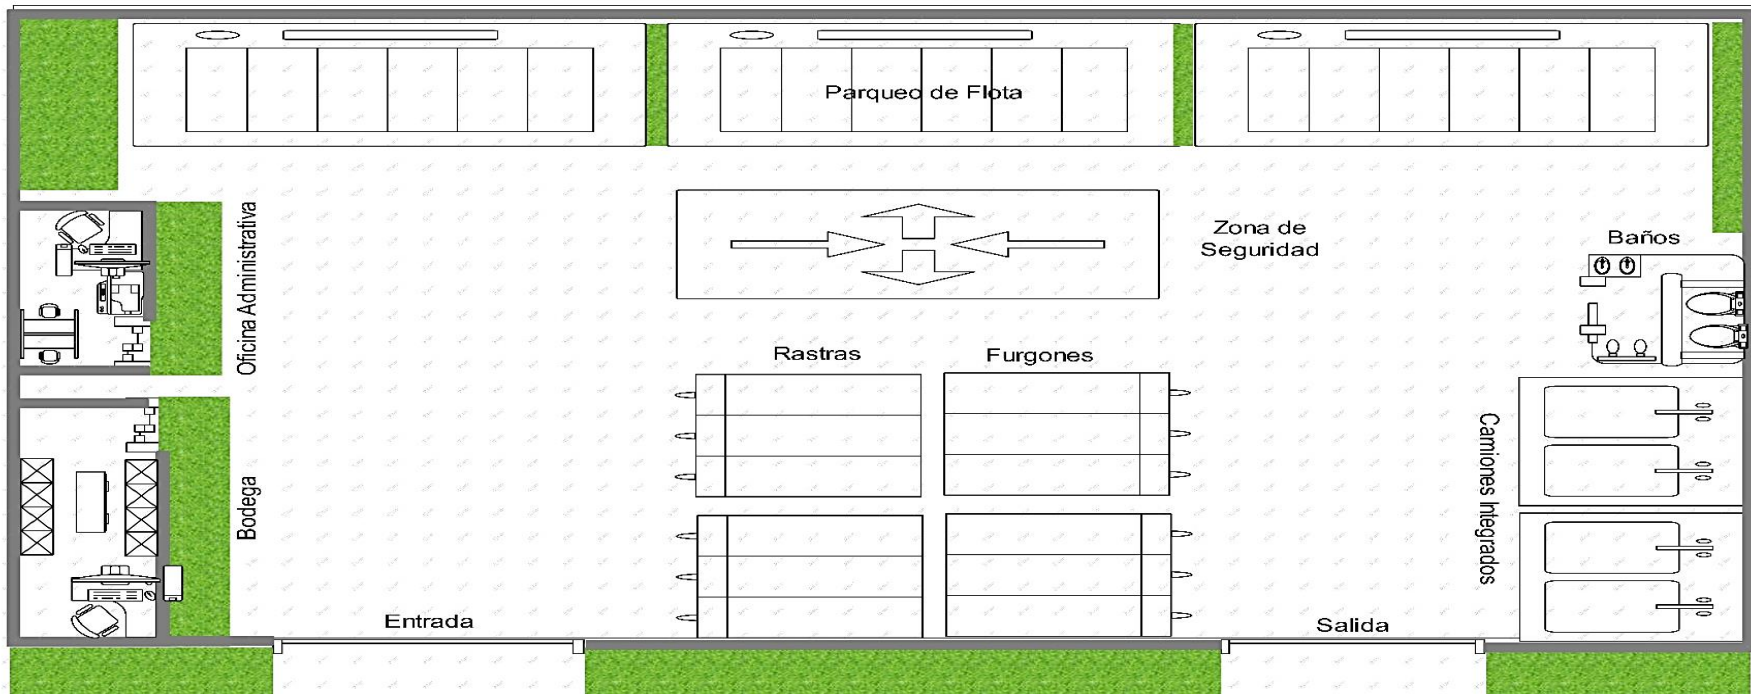 Parqueo de Flota
Oficina Administrativa
Zona de
Seguridad
Baños
Rastras
Furgones
Camiones Integrados
Bodega
Entrada
Salida